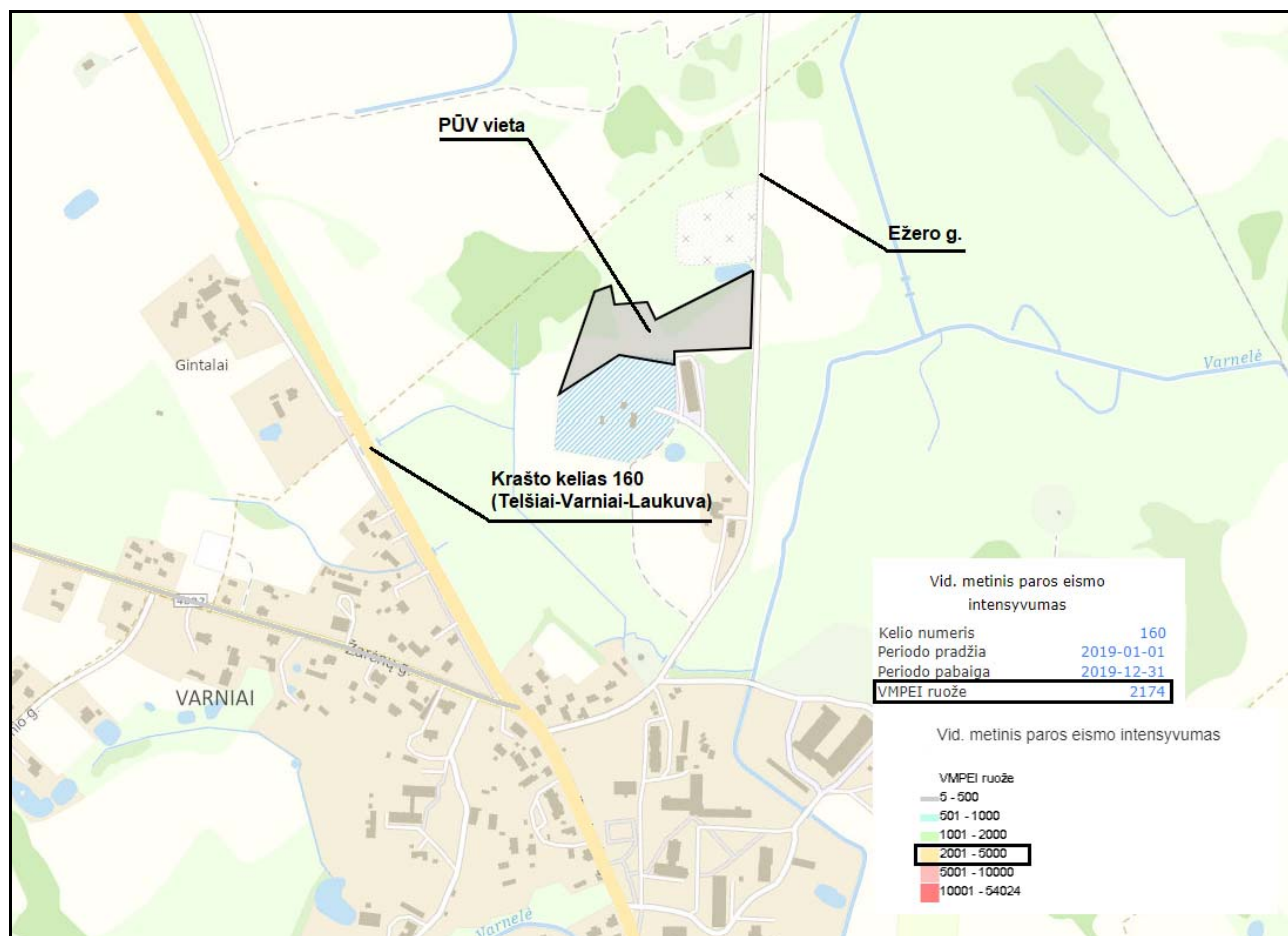 PŪV vieta
Ežero g.
Gintalai
Varnelė
Krašto kelias 160
(Telšiai-Varniai-Laukuva)
Žarėnų g.
VARNIAI
nio g.
Varnelė
Vid. metinis paros eismo
intensyvumas
Kelio numeris 160
Periodo pradžia 2019-01-01
Periodo pabaiga 2019-12-31
VMPEI ruože 2174
Vid. metinis paros eismo intensyvumas
VMPEI ruože
5 - 500
501 - 1000
1001 - 2000
2001 - 5000
5001 - 10000
10001 - 54024